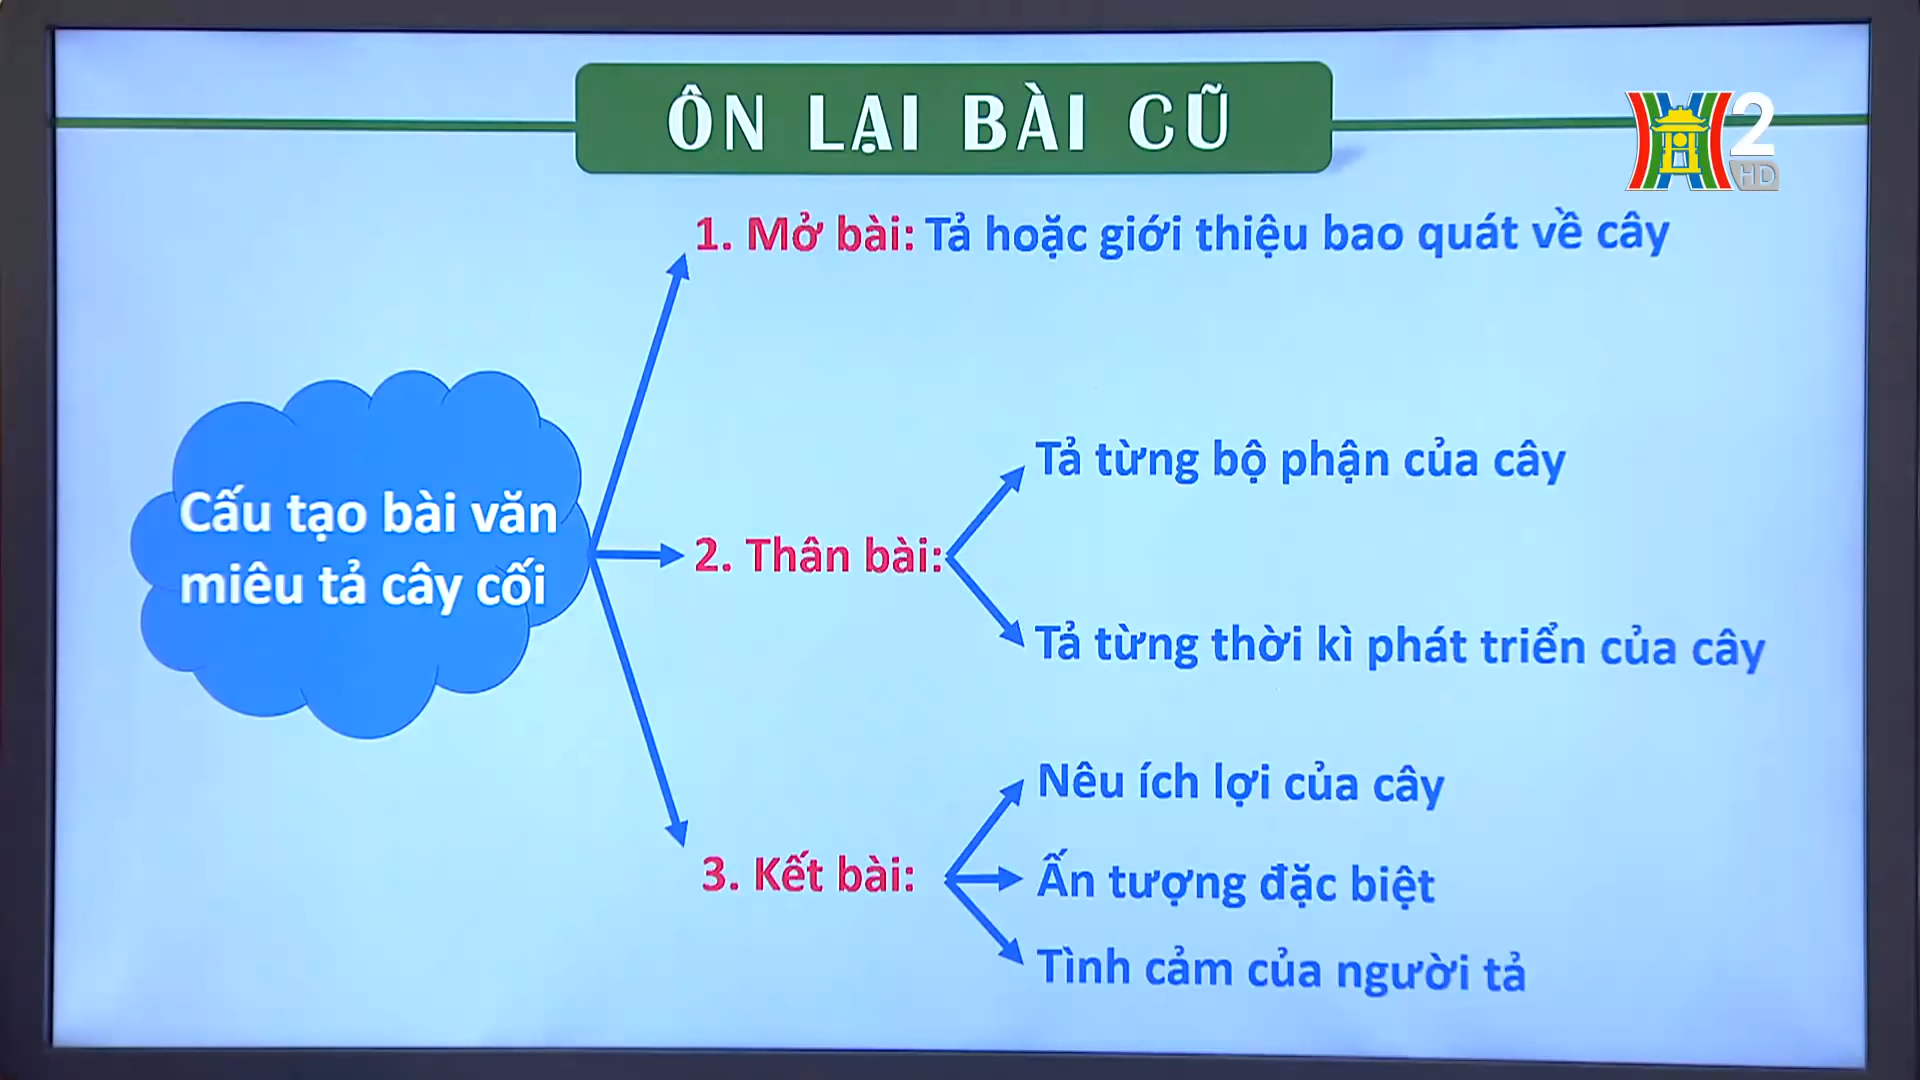 ÔN LẠI BÀI CŨ
2
HD
1. Mở bài: Tả hoặc giới thiệu bao quát về cây
Cấu tạo bài văn
miêu tả cây cối
2. Thân bài:
Tả từng bộ phận của cây
Tả từng thời kì phát triển của cây
3. Kết bài:
Nêu ích lợi của cây
Ấn tượng đặc biệt
Tình cảm của người tả